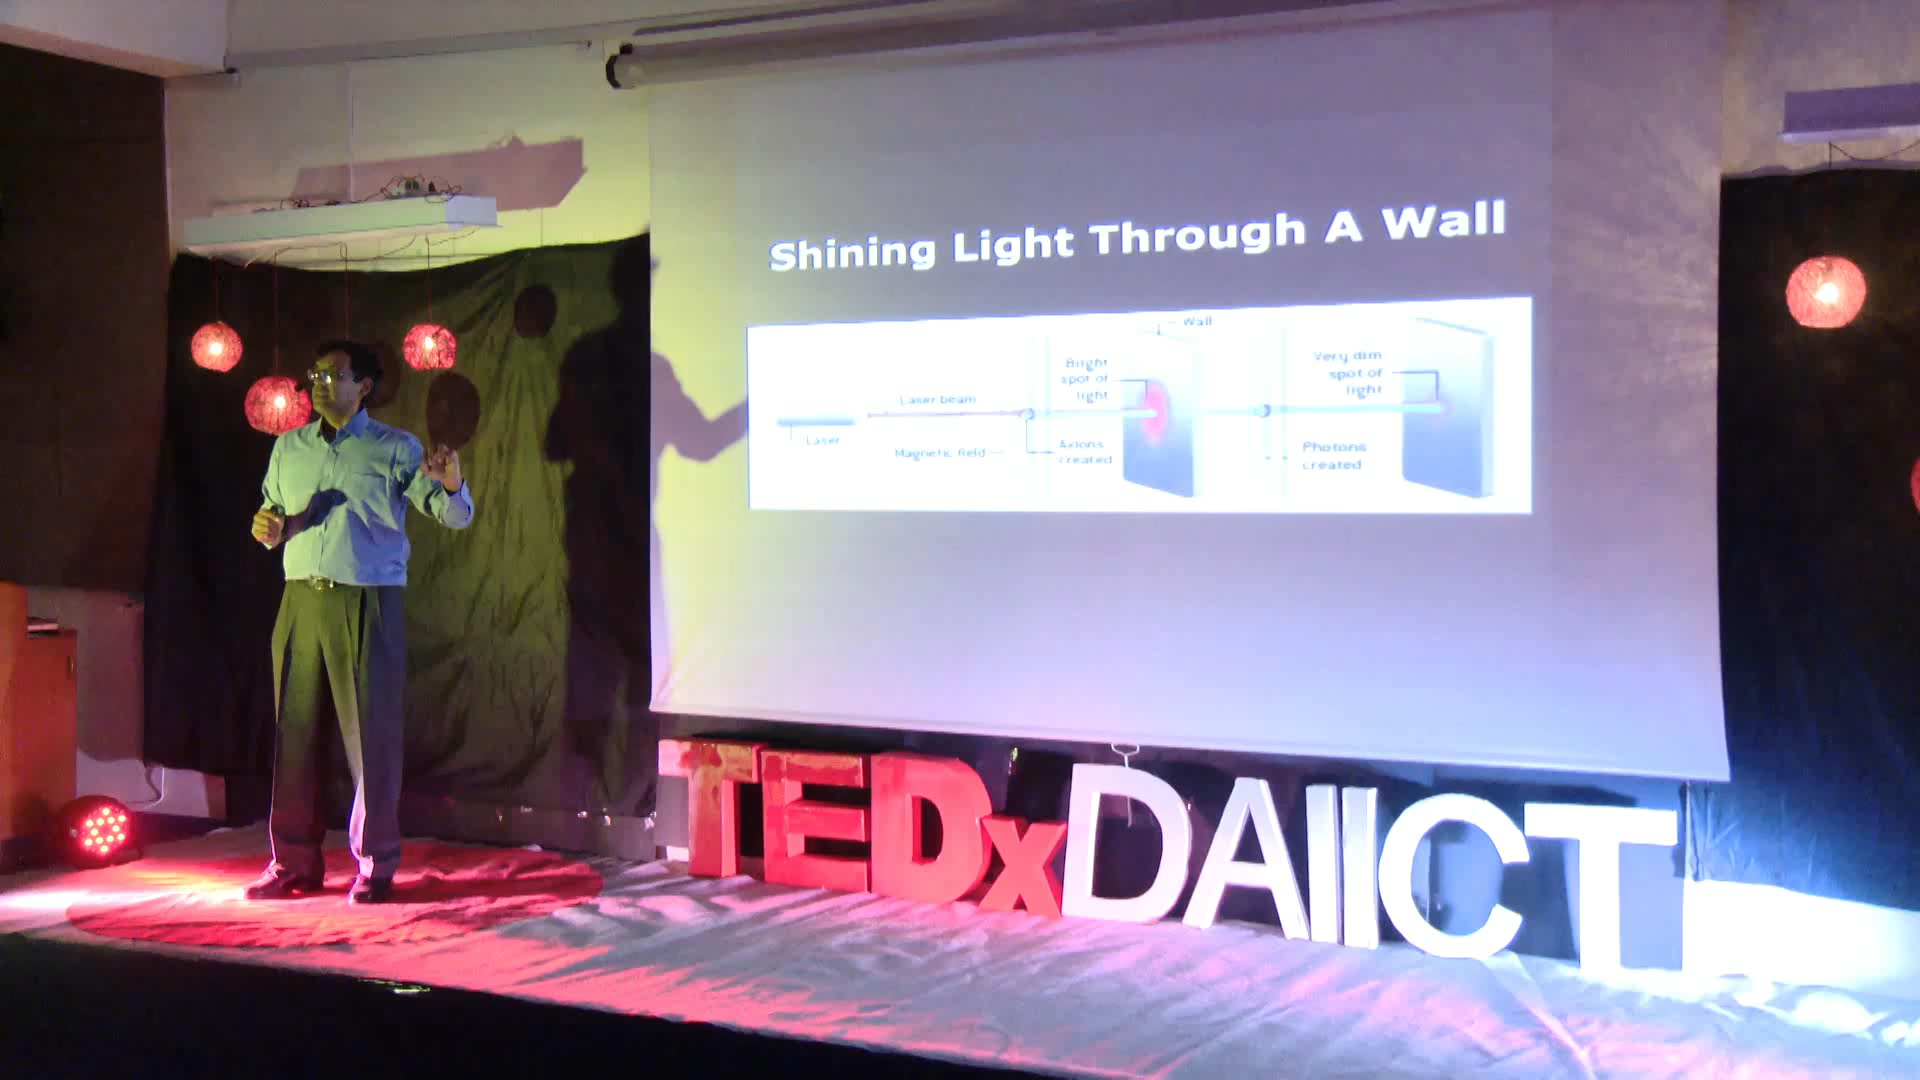 Shining Light Through A Wall
Wall
Bright
spot of
light
Very dim
spot of
light
Laser beam
Laser
Magnetic field
Axions
created
Photons
created
TEDxDAIICT